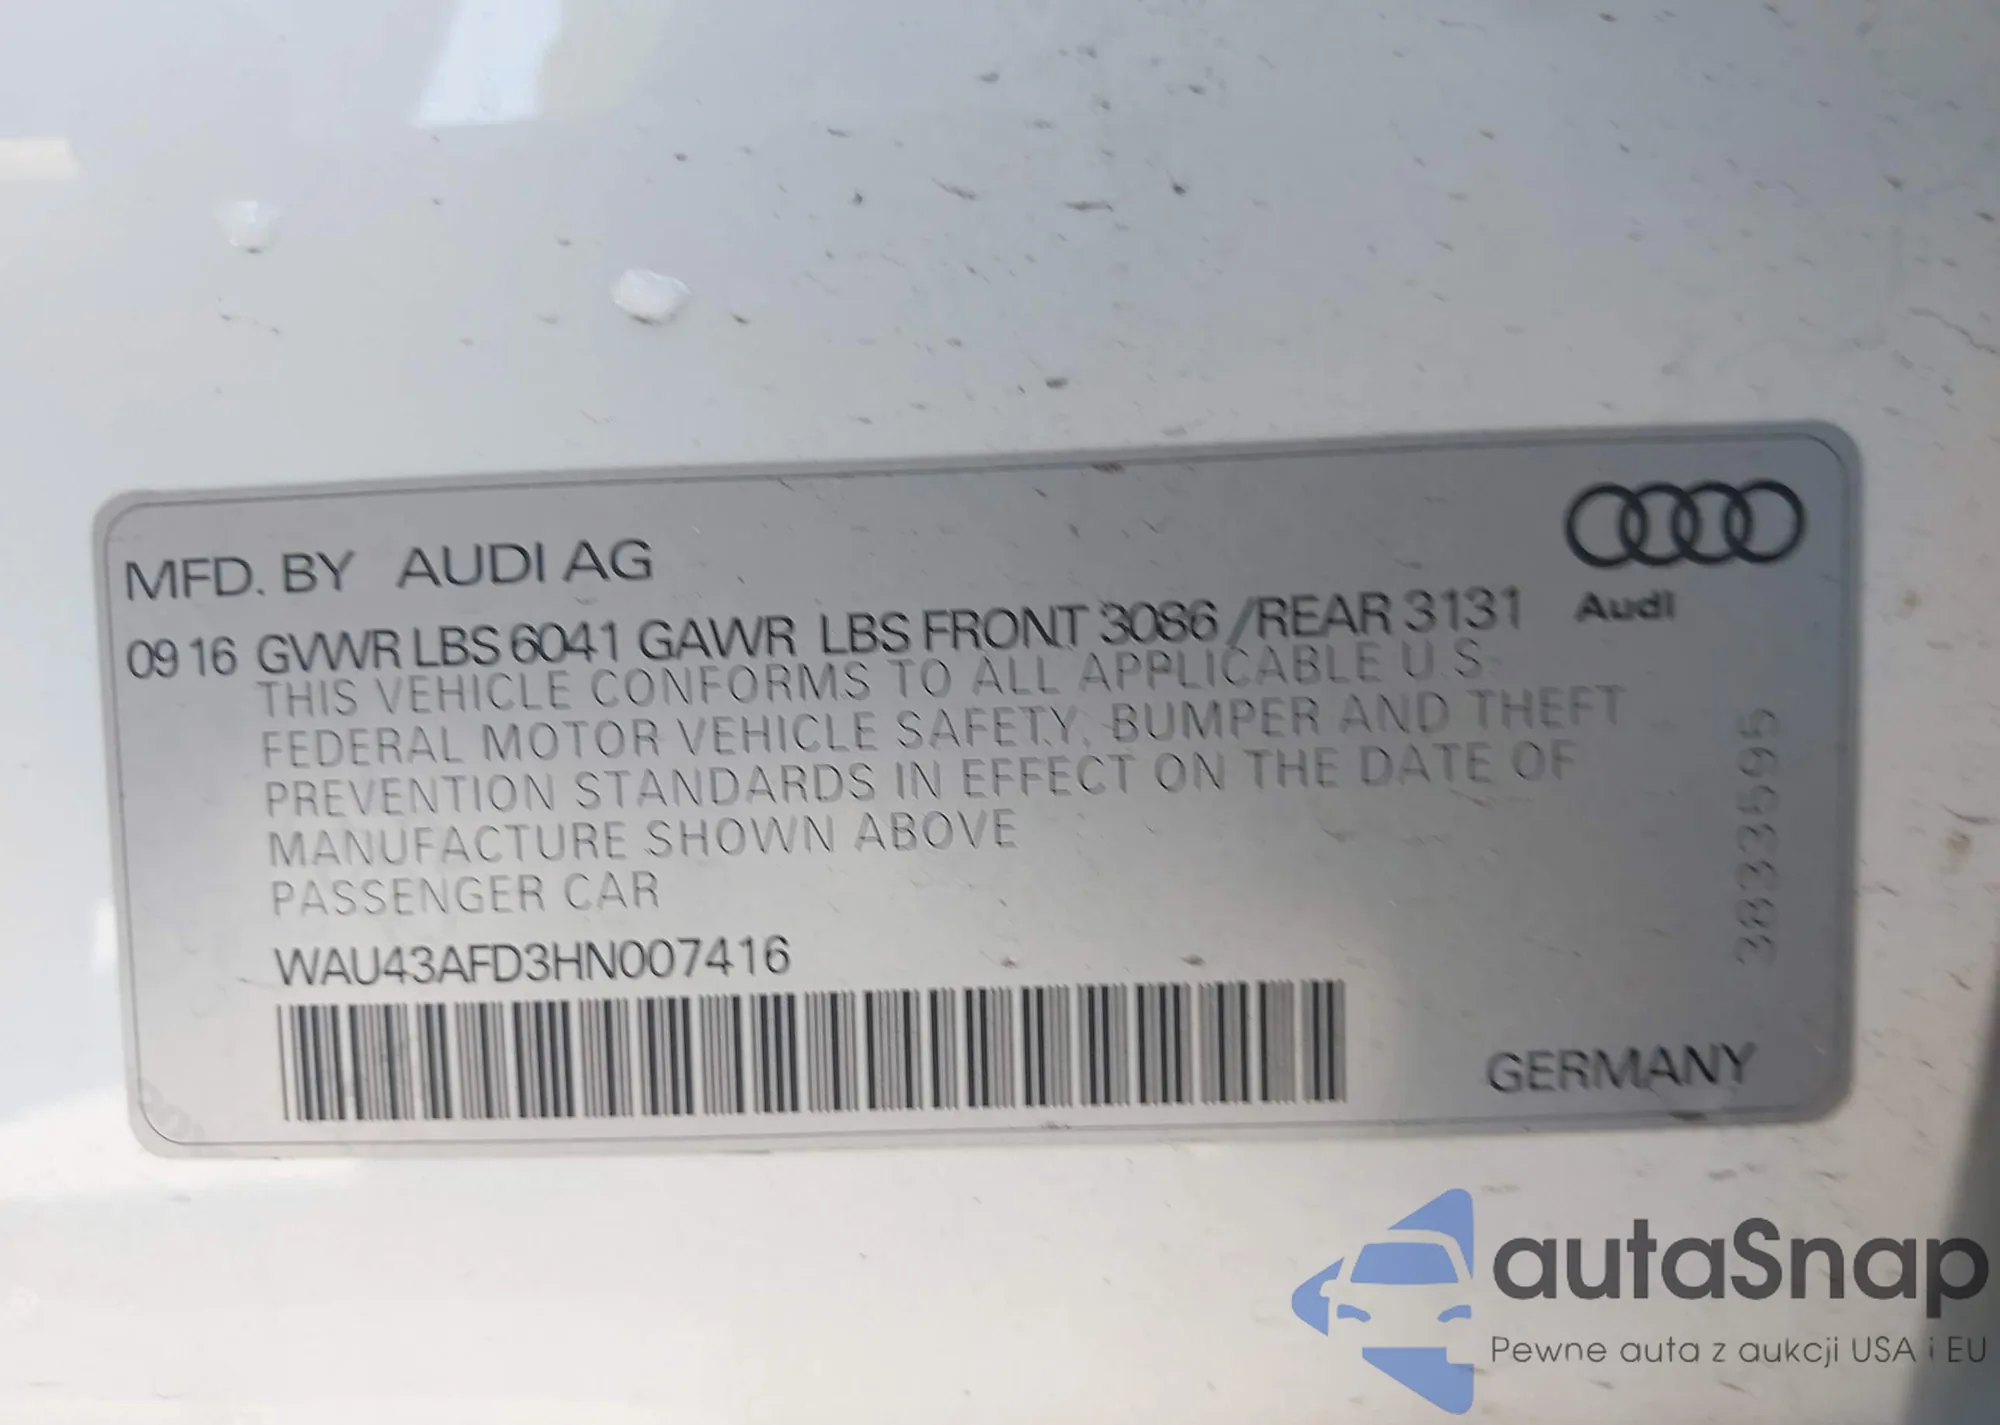 MFD. BY AUDI AG
09 16 GVWR LBS 6041 GAWR LBS FRONT 3086 /REAR 3131
Audi
THIS VEHICLE CONFORMS TO ALL APPLICABLE U.S.
FEDERAL MOTOR VEHICLE SAFETY, BUMPER AND THEFT
PREVENTION STANDARDS IN EFFECT ON THE DATE OF
MANUFACTURE SHOWN ABOVE
PASSENGER CAR
WAU43AFD3HN007416
3833595
GERMANY
autaSnap
Pewne auta z aukcji USA i EU